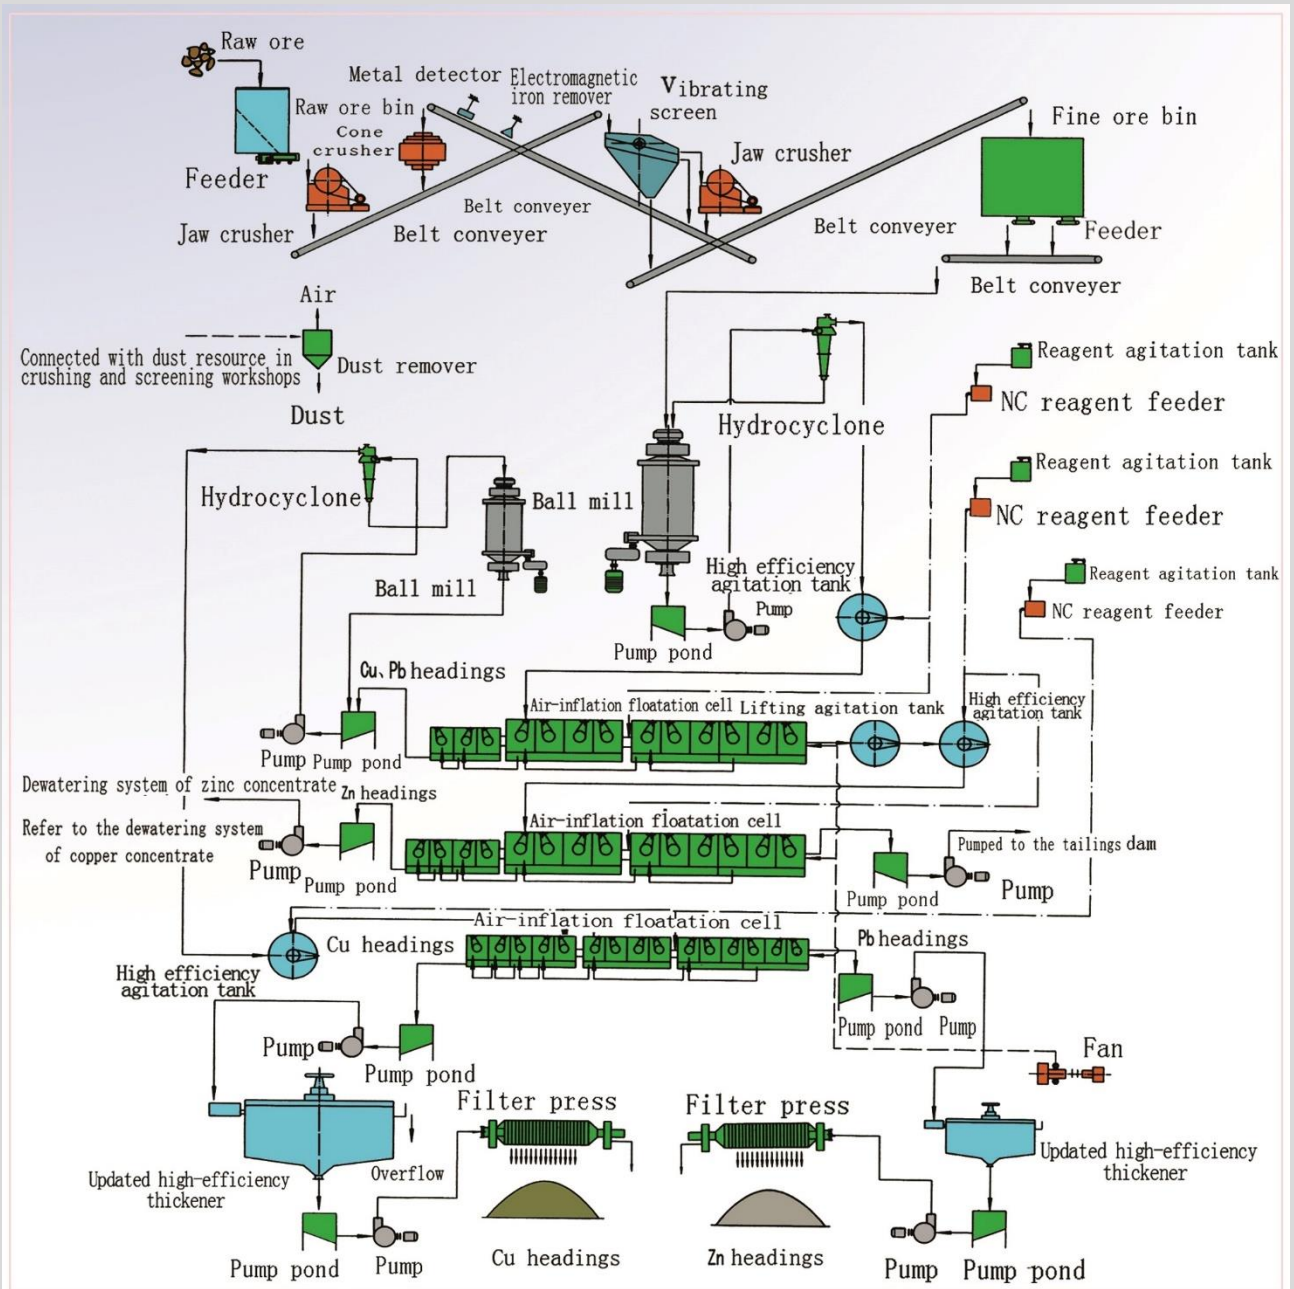 Raw ore
Metal detector
Electromagnetic
iron remover
Vibrating
screen
Raw ore bin
Fine ore bin
Cone
crusher
Jaw crusher
Feeder
Belt conveyer
Jaw crusher
Belt conveyer
Belt conveyer
Feeder
Belt conveyer
Air
Connected with dust resource in
crushing and screening workshops
Dust remover
Dust
Reagent agitation tank
NC reagent feeder
Hydrocyclone
Reagent agitation tank
Hydrocyclone
Ball mill
NC reagent feeder
High efficiency
agitation tank
Reagent agitation tank
Ball mill
Pump
NC reagent feeder
Pump pond
Cu、Pb headings
Air-inflation floatation cell
Lifting agitation tank
High efficiency
agitation tank
Pump
Pump pond
Dewatering system of zinc concentrate
Zn headings
Refer to the dewatering system
of copper concentrate
Air-inflation floatation cell
Pumped to the tailings dam
Pump
Pump pond
Pump pond
Pump
Air-inflation floatation cell
Cu headings
Pb headings
High efficiency
agitation tank
Pump pond
Pump
Pump
Pump pond
Fan
Filter press
Filter press
Updated high-efficiency
thickener
Overflow
Updated high-efficiency
thickener
Pump pond
Pump
Cu headings
Zn headings
Pump
Pump pond